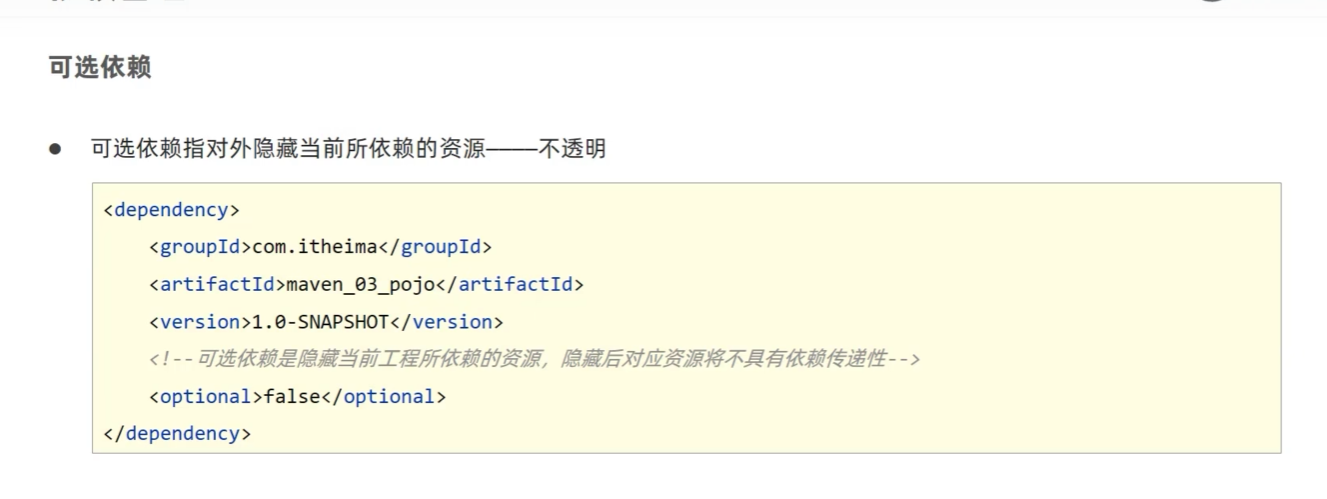 可选依赖
● 可选依赖指对外隐藏当前所依赖的资源————不透明
<dependency>
    <groupId>com.itheima</groupId>
    <artifactId>maven_03_pojo</artifactId>
    <version>1.0-SNAPSHOT</version>
    <!--可选依赖是隐藏当前工程所依赖的资源，隐藏后对应资源将不具有依赖传递性-->
    <optional>false</optional>
</dependency>